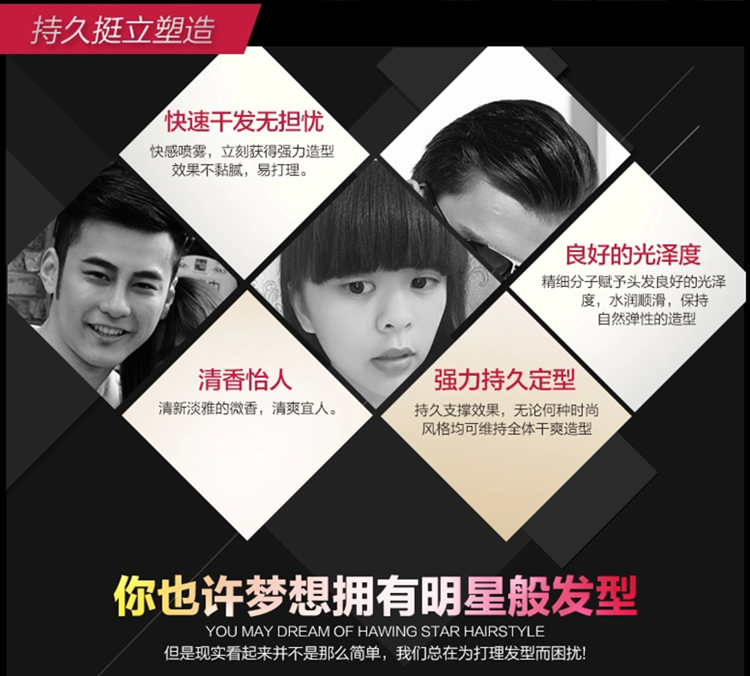 持久挺立塑造
快速干发无担忧
快感喷雾，立刻获得强力造型
效果不黏腻，易打理。
良好的光泽度
精细分子赋予头发良好的光泽
度，水润顺滑，保持
自然弹性的造型
清香怡人
清新淡雅的微香，清爽宜人。
强力持久定型
持久支撑效果，无论何种时尚
风格均可维持全体干爽造型
你也许梦想拥有明星般发型
YOU MAY DREAM OF HAWING STAR HAIRSTYLE
但是现实看起来并不是那么简单，我们总在为打理发型而困扰!